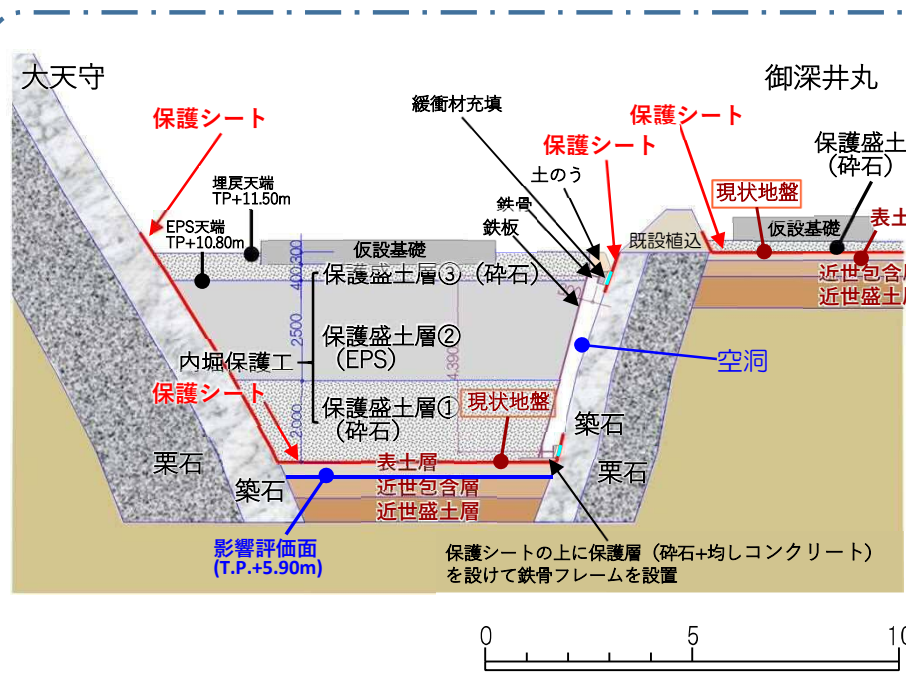 大天守
御深井丸
保護シート
緩衝材充填
保護シート
保護シート
土のう
保護盛土
（砕石）
埋戻天端
TP+11.50m
鉄骨
鉄板
現状地盤
表土
EPS天端
TP+10.80m
仮設基礎
既設植込
仮設基礎
300
400
保護盛土層③（砕石）
近世包含層
近世盛土層
2,500
保護盛土層②
（EPS）
4,390
内堀保護工
空洞
保護シート
保護盛土層①
（砕石）
現状地盤
2,000
築石
栗石
表土層
栗石
築石
近世包含層
近世盛土層
影響評価面
(T.P.+5.90m)
保護シートの上に保護層（砕石+均しコンクリート）
を設けて鉄骨フレームを設置
0
5
10